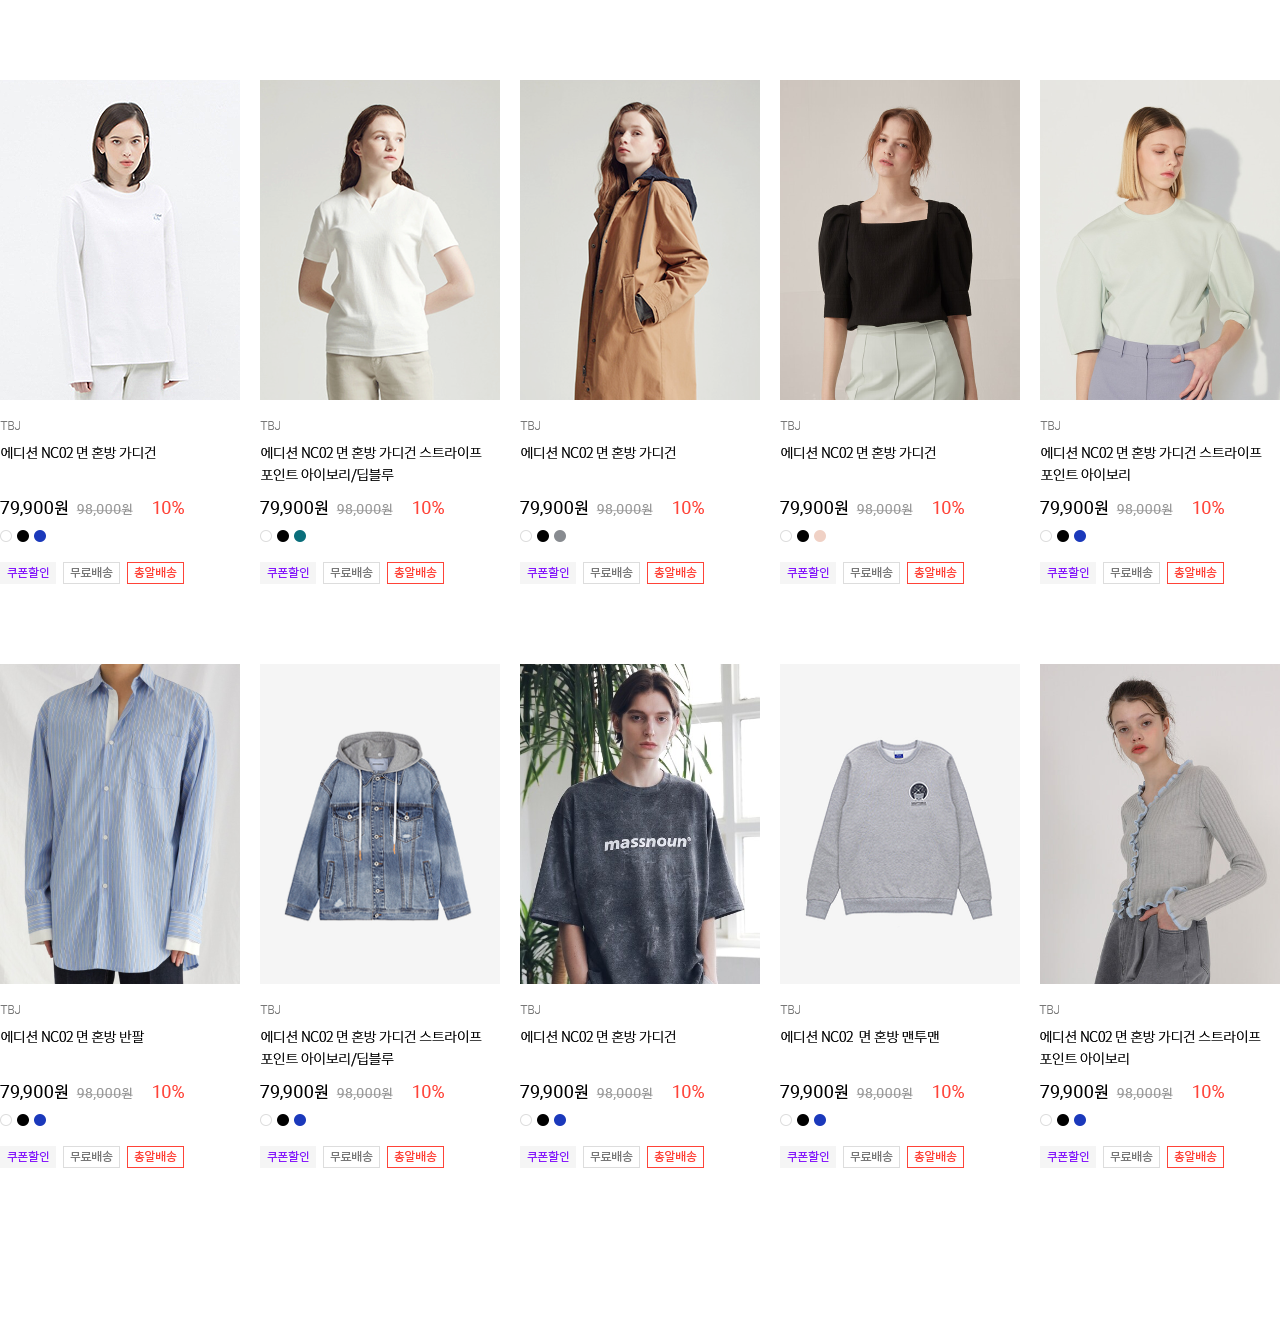 TBJ
에디션 NC02 면 혼방 가디건
79,900원 98,000원 10%
쿠폰할인 무료배송 총알배송
TBJ
에디션 NC02 면 혼방 가디건 스트라이프
포인트 아이보리/딥블루
79,900원 98,000원 10%
쿠폰할인 무료배송 총알배송
TBJ
에디션 NC02 면 혼방 가디건
79,900원 98,000원 10%
쿠폰할인 무료배송 총알배송
TBJ
에디션 NC02 면 혼방 가디건
79,900원 98,000원 10%
쿠폰할인 무료배송 총알배송
TBJ
에디션 NC02 면 혼방 가디건 스트라이프
포인트 아이보리
79,900원 98,000원 10%
쿠폰할인 무료배송 총알배송
TBJ
에디션 NC02 면 혼방 반팔
79,900원 98,000원 10%
쿠폰할인 무료배송 총알배송
TBJ
에디션 NC02 면 혼방 가디건 스트라이프
포인트 아이보리/딥블루
79,900원 98,000원 10%
쿠폰할인 무료배송 총알배송
massnoun
TBJ
에디션 NC02 면 혼방 가디건
79,900원 98,000원 10%
쿠폰할인 무료배송 총알배송
TBJ
에디션 NC02 면 혼방 맨투맨
79,900원 98,000원 10%
쿠폰할인 무료배송 총알배송
TBJ
에디션 NC02 면 혼방 가디건 스트라이프
포인트 아이보리
79,900원 98,000원 10%
쿠폰할인 무료배송 총알배송